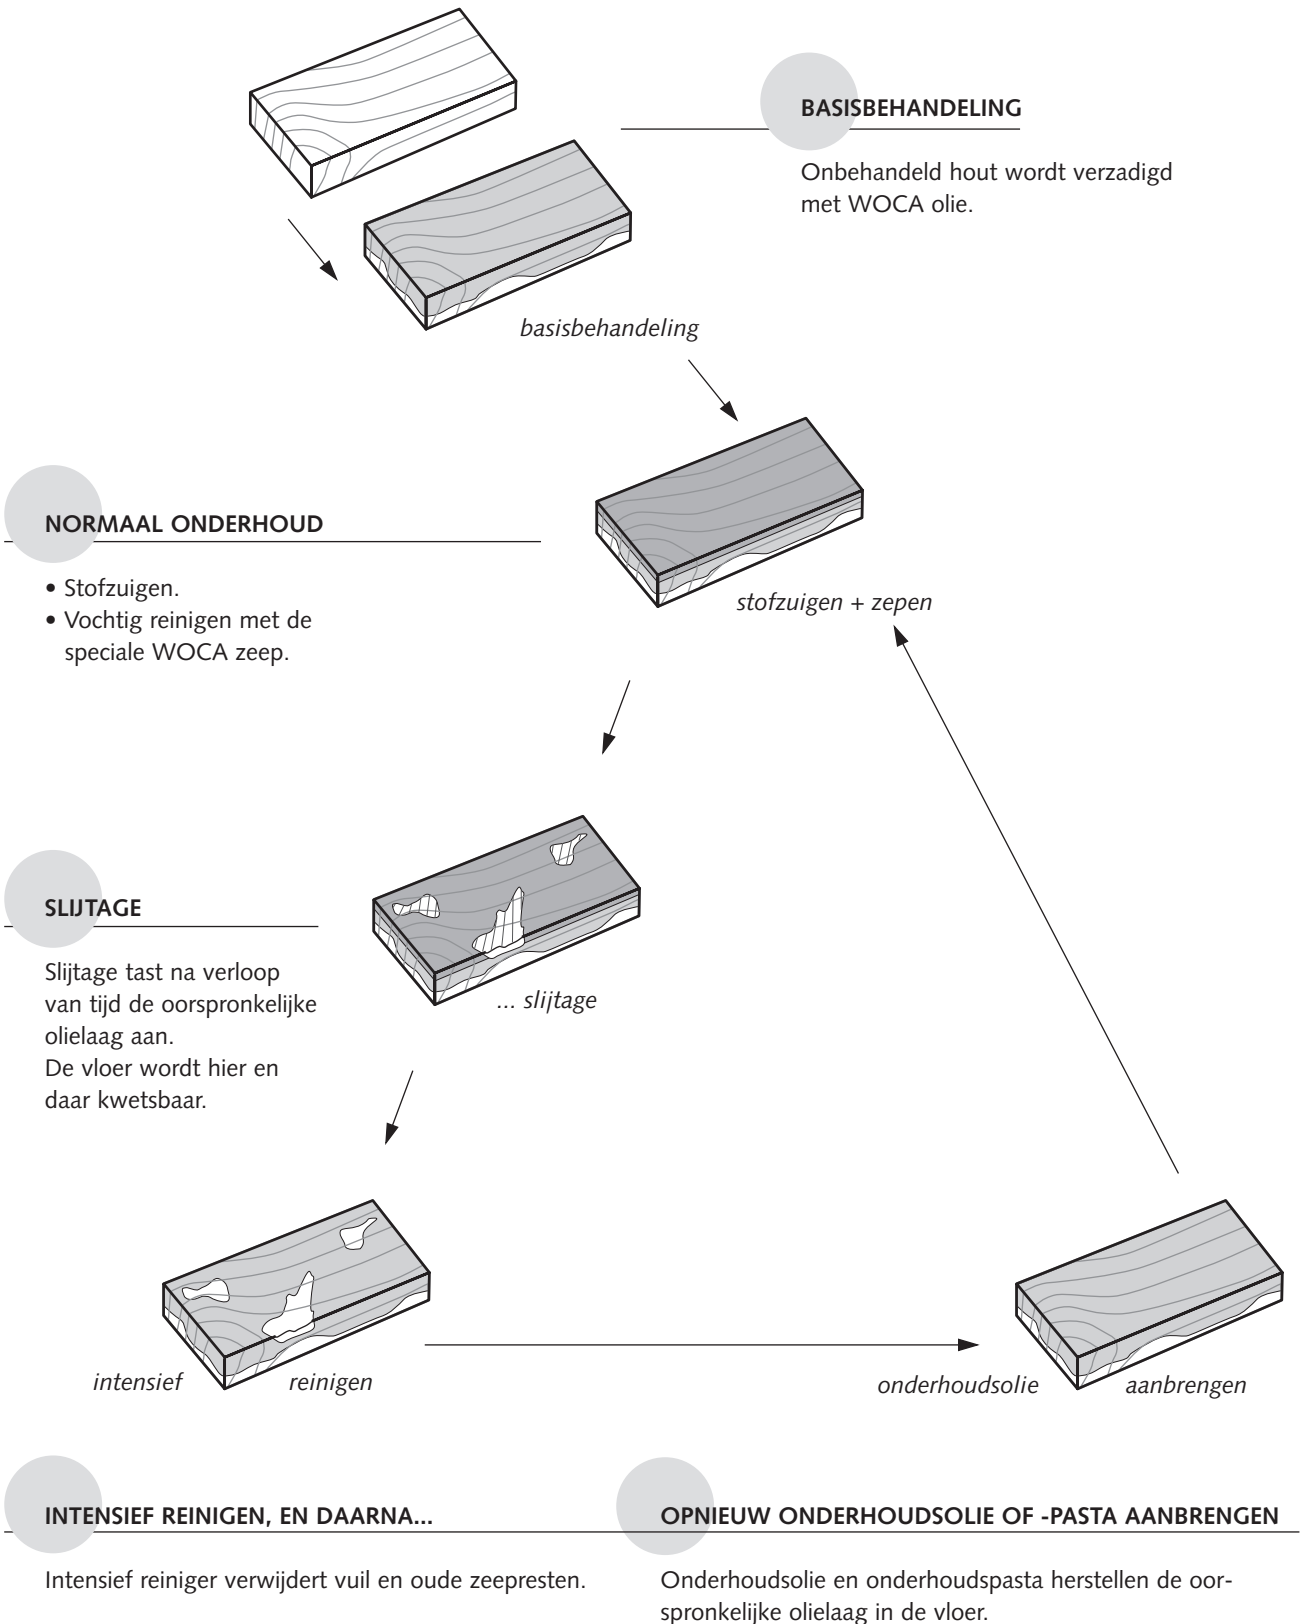 BASISBEHANDELING
Onbehandeld hout wordt verzadigd
met WOCA olie.
basisbehandeling
NORMAAL ONDERHOUD
• Stofzuigen.
• Vochtig reinigen met de
speciale WOCA zeep.
stofzuigen + zepen
SLIJTAGE
Slijtage tast na verloop
van tijd de oorspronkelijke
olielaag aan.
De vloer wordt hier en
daar kwetsbaar.
... slijtage
intensief reinigen
onderhoudsolie aanbrengen
INTENSIEF REINIGEN, EN DAARNA...
Intensief reiniger verwijdert vuil en oude zeepresten.
OPNIEUW ONDERHOUDSOLIE OF -PASTA AANBRENGEN
Onderhoudsolie en onderhoudspasta herstellen de oor-
spronkelijke olielaag in de vloer.